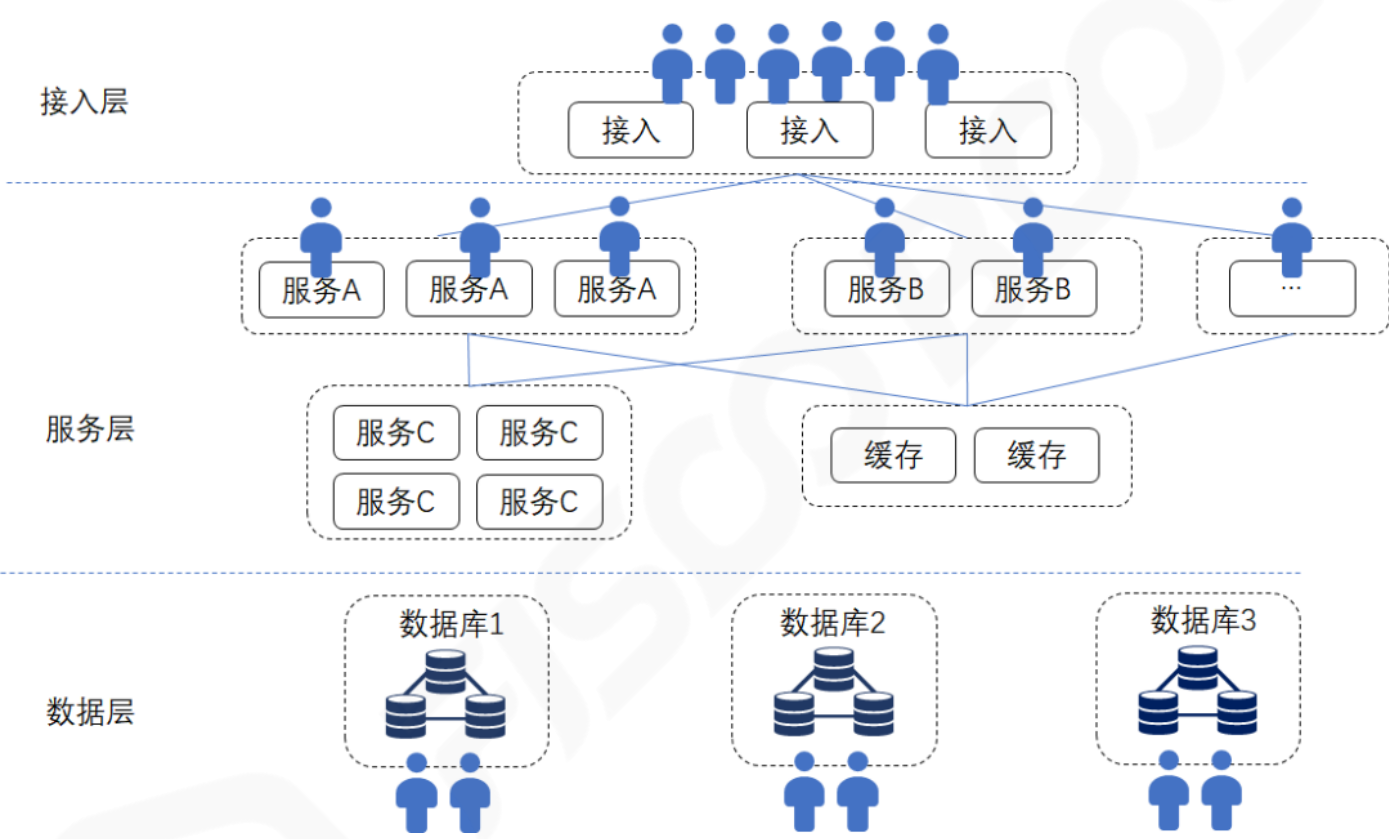 接入层
接入 接入 接入
服务A 服务A 服务A 服务B 服务B ...
服务层
服务C 服务C
缓存 缓存
服务C 服务C
数据库1 数据库2 数据库3
数据层